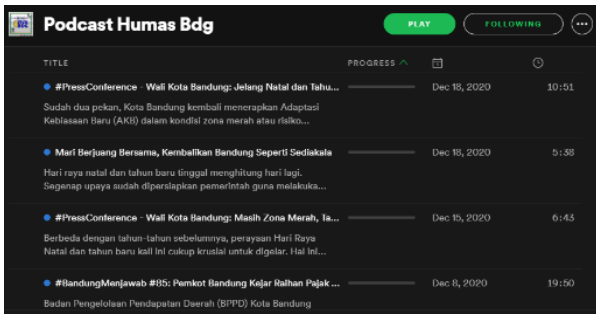 Podcast Humas Bdg
PLAY
FOLLOWING
TITLE
PROGRESS
#PressConference - Wali Kota Bandung: Jelang Natal dan Tahu...
Dec 18, 2020
10:51
Sudah dua pekan, Kota Bandung kembali menerapkan Adaptasi
Kebiasaan Baru (AKB) dalam kondisi zona merah atau risiko...
Mari Berjuang Bersama, Kembalikan Bandung Seperti Sediakala
Dec 18, 2020
5:38
Hari raya natal dan tahun baru tinggal menghitung hari lagi.
Segenap upaya sudah dipersiapkan pemerintah guna melakuka...
#PressConference - Wali Kota Bandung: Masih Zona Merah, Ta...
Dec 15, 2020
6:43
Berbeda dengan tahun-tahun sebelumnya, perayaan Hari Raya
Natal dan tahun baru kali ini cukup krusial untuk digelar. Hal ini...
#BandungMenjawab #85: Pemkot Bandung Kejar Raihan Pajak ...
Dec 8, 2020
19:50
Badan Pengelolaan Pendapatan Daerah (BPPD) Kota Bandung